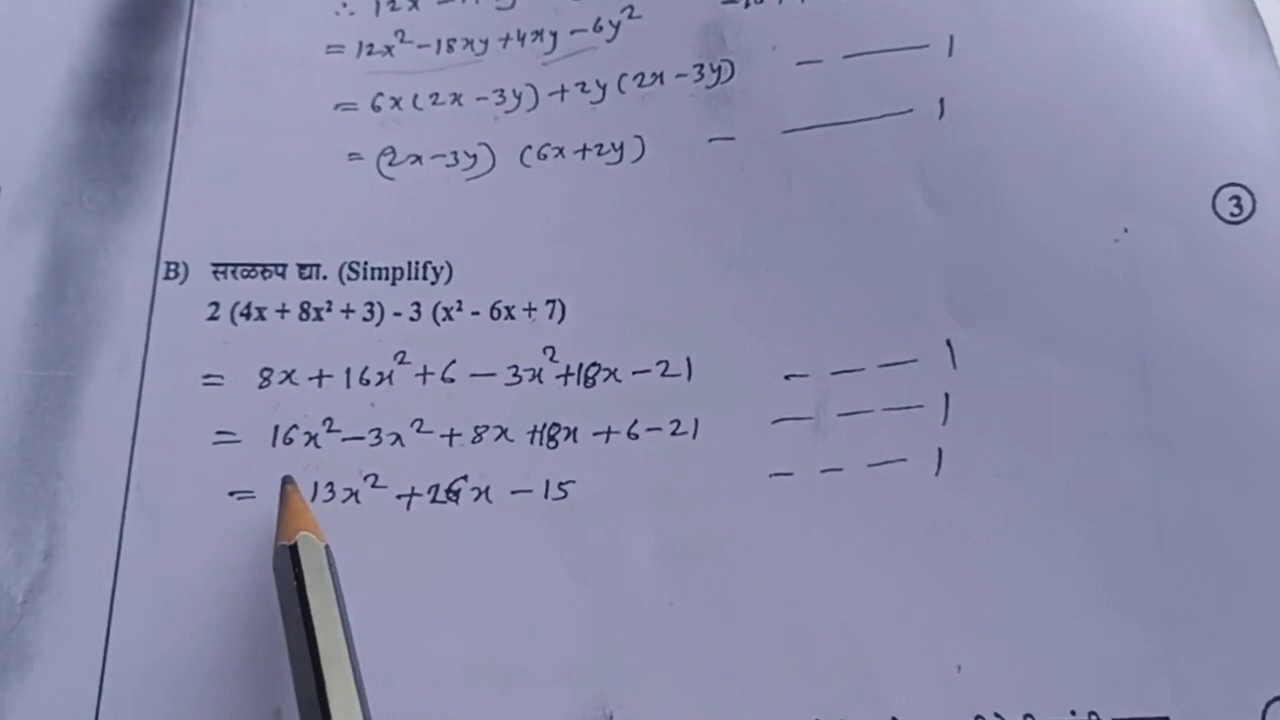 = 12x² - 18xy + 4xy - 6y²
= 6x (2x - 3y) + 2y (2x - 3y) - — 1
= (2x - 3y) (6x + 2y) - — 1
3
B) सरळरुप द्या. (Simplify)
2 (4x + 8x² + 3) - 3 (x² - 6x + 7)
= 8x + 16x² + 6 - 3x² + 18x - 21 - — — 1
= 16x² - 3x² + 8x + 18x + 6 - 21 — — — 1
= 13x² + 26x - 15 - - — 1